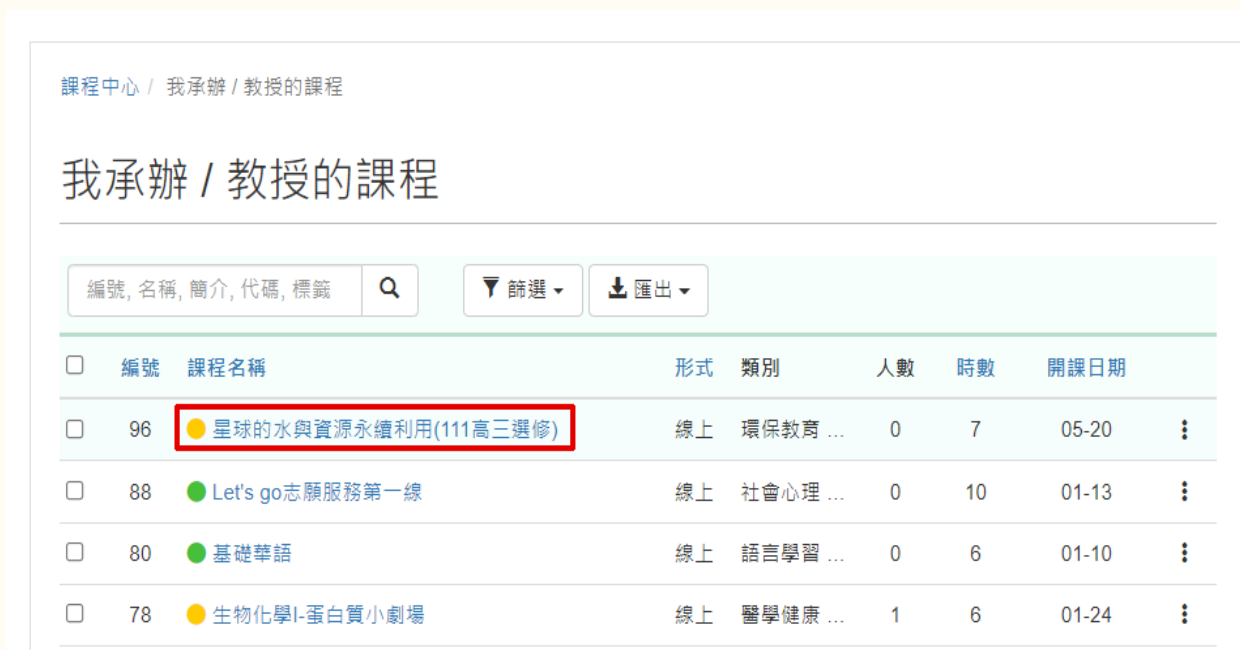 課程中心 / 我承辦 / 教授的課程
我承辦 / 教授的課程
編號, 名稱, 簡介, 代碼, 標籤 篩選 匯出
編號 課程名稱 形式 類別 人數 時數 開課日期
96 星球的水與資源永續利用(111高三選修) 線上 環保教育 ... 0 7 05-20
88 Let's go志願服務第一線 線上 社會心理 ... 0 10 01-13
80 基礎華語 線上 語言學習 ... 0 6 01-10
78 生物化學I-蛋白質小劇場 線上 醫學健康 ... 1 6 01-24